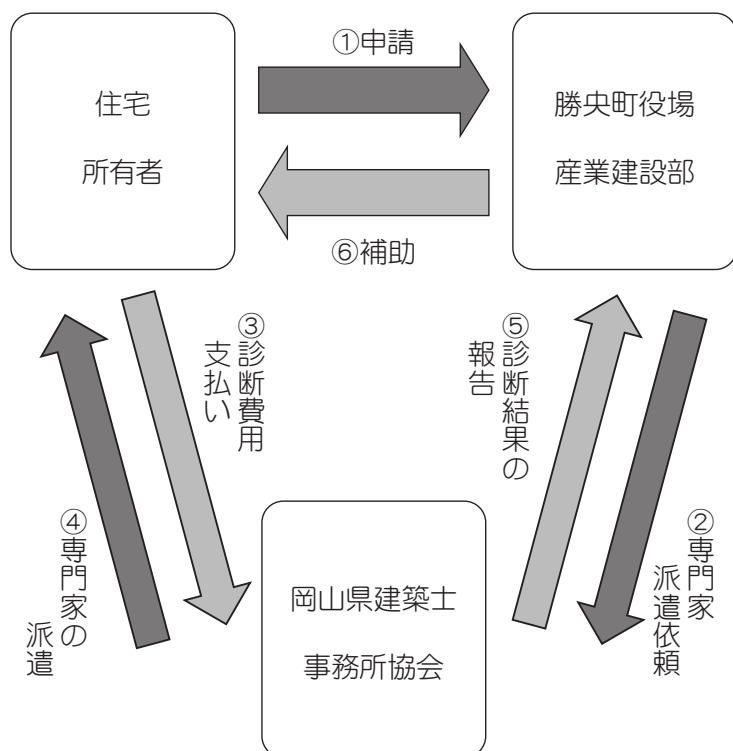 ①申請
住宅
所有者
勝央町役場
産業建設部
⑥補助
③診断費用
支払い
⑤診断結果の
報告
④専門家の
派遣
②専門家
派遣依頼
岡山県建築士
事務所協会